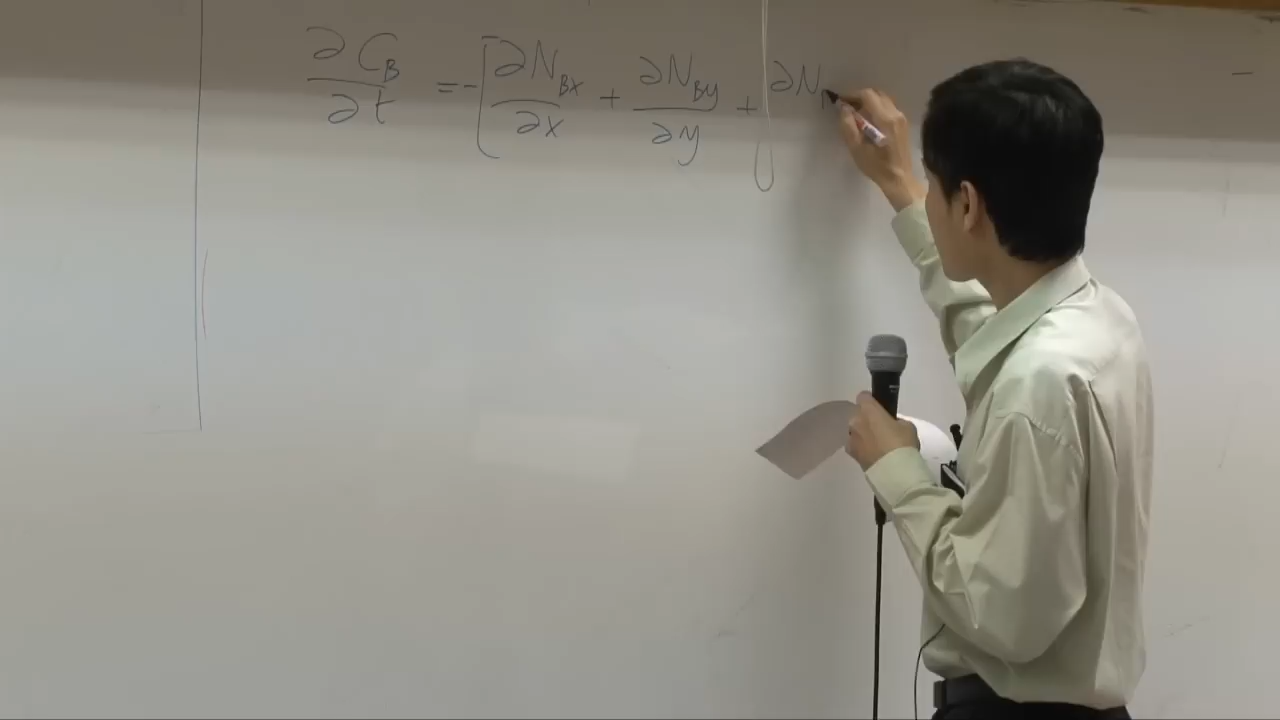 ∂C_B/∂t = -[∂N_Bx/∂x + ∂N_By/∂y + ∂N